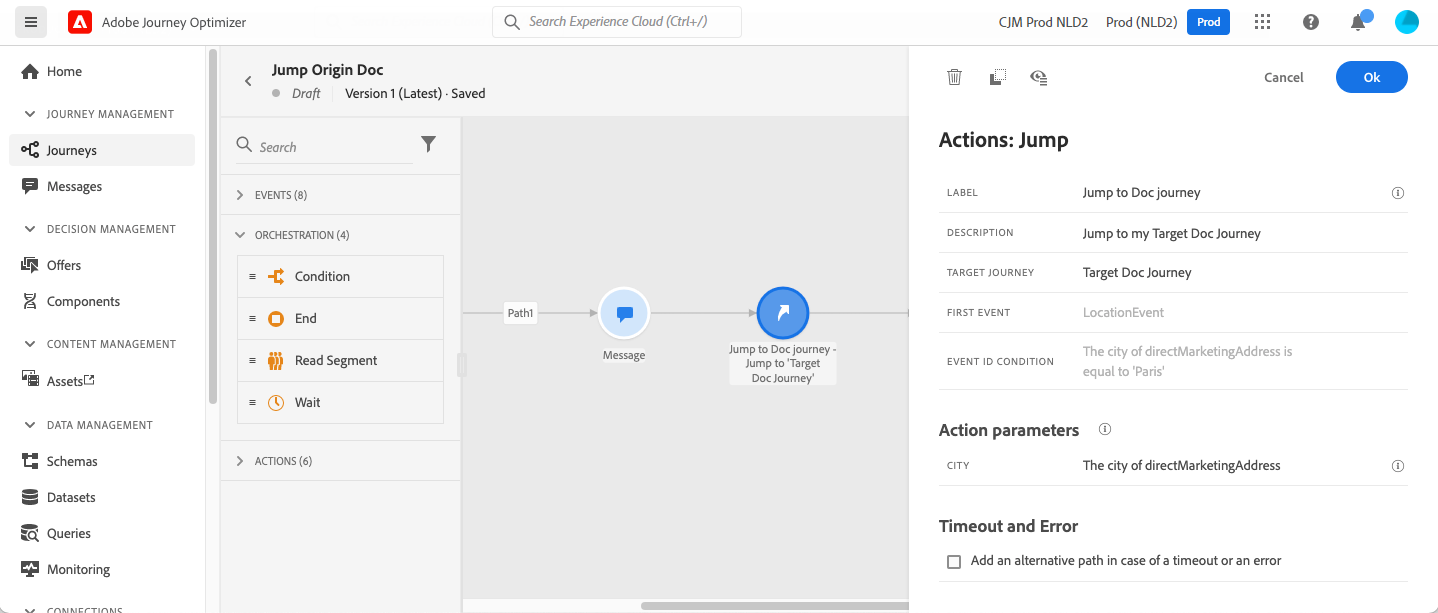 Adobe Journey Optimizer
Search Experience Cloud (Ctrl+/)
CJM Prod NLD2
Prod (NLD2)
Prod
Home
JOURNEY MANAGEMENT
Journeys
Messages
DECISION MANAGEMENT
Offers
Components
CONTENT MANAGEMENT
Assets
DATA MANAGEMENT
Schemas
Datasets
Queries
Monitoring
CONNECTIONS
Jump Origin Doc
Draft
Version 1 (Latest) · Saved
Search
EVENTS (8)
ORCHESTRATION (4)
Condition
End
Read Segment
Wait
ACTIONS (6)
Path1
Message
Jump to Doc journey -
Jump to 'Target
Doc Journey'
Cancel
Ok
Actions: Jump
LABEL
Jump to Doc journey
DESCRIPTION
Jump to my Target Doc Journey
TARGET JOURNEY
Target Doc Journey
FIRST EVENT
LocationEvent
EVENT ID CONDITION
The city of directMarketingAddress is
equal to 'Paris'
Action parameters
CITY
The city of directMarketingAddress
Timeout and Error
Add an alternative path in case of a timeout or an error